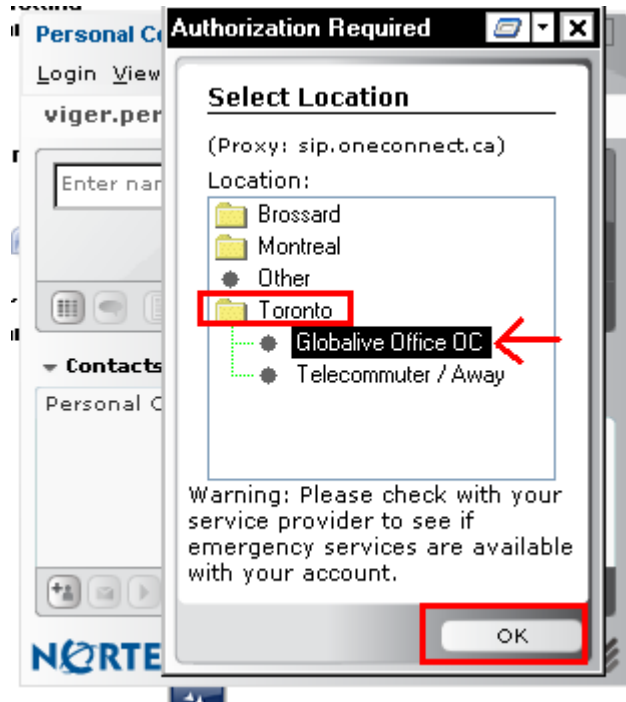 Personal Co
Authorization Required
Login View
viger.per
Select Location
(Proxy: sip.oneconnect.ca)
Location:
Enter nar
Brossard
Montreal
Other
Toronto
Globalive Office OC
Telecommuter / Away
Contacts
Personal C
Warning: Please check with your
service provider to see if
emergency services are available
with your account.
OK
NORTE